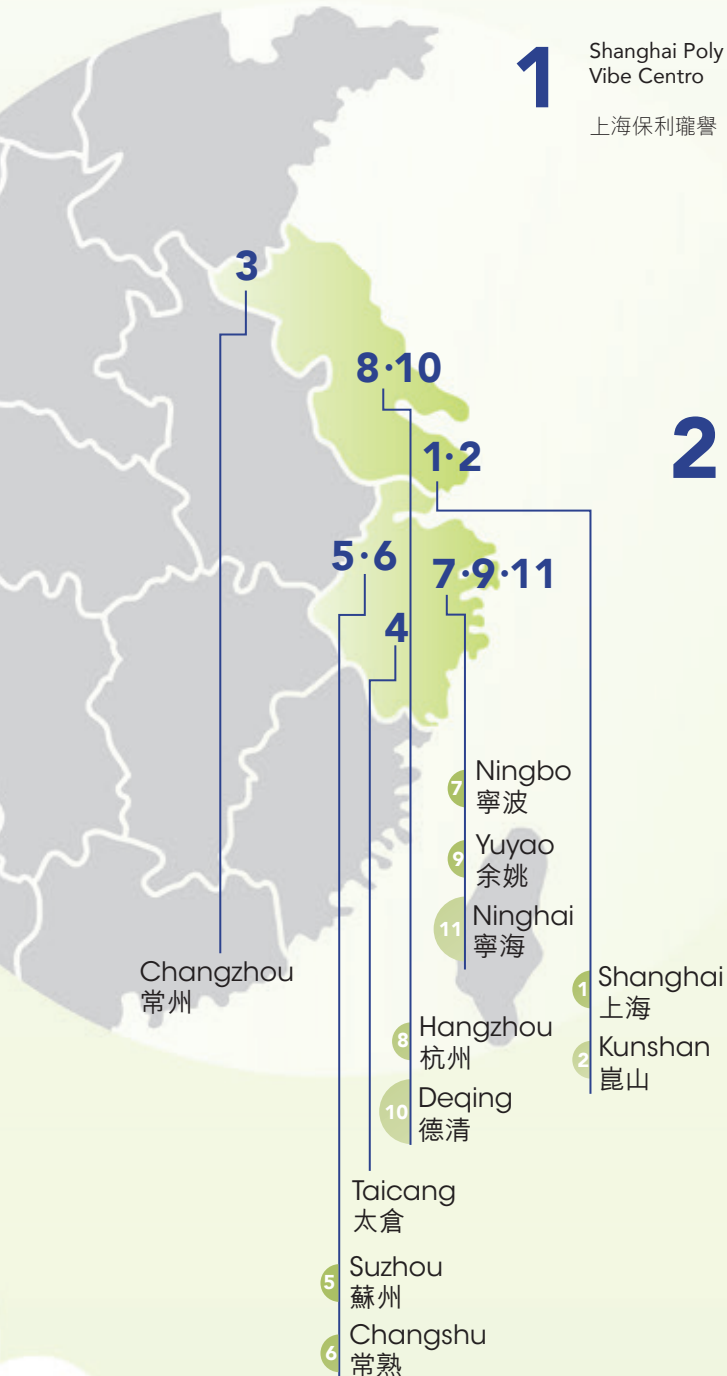 1
Shanghai Poly
Vibe Centro
上海保利瓏譽
3
8·10
1·2
2
5·6
7·9·11
4
7
Ningbo
寧波
9
Yuyao
余姚
11
Ninghai
寧海
Changzhou
常州
1
Shanghai
上海
8
Hangzhou
杭州
2
Kunshan
崑山
10
Deqing
德清
Taicang
太倉
5
Suzhou
蘇州
6
Changshu
常熟